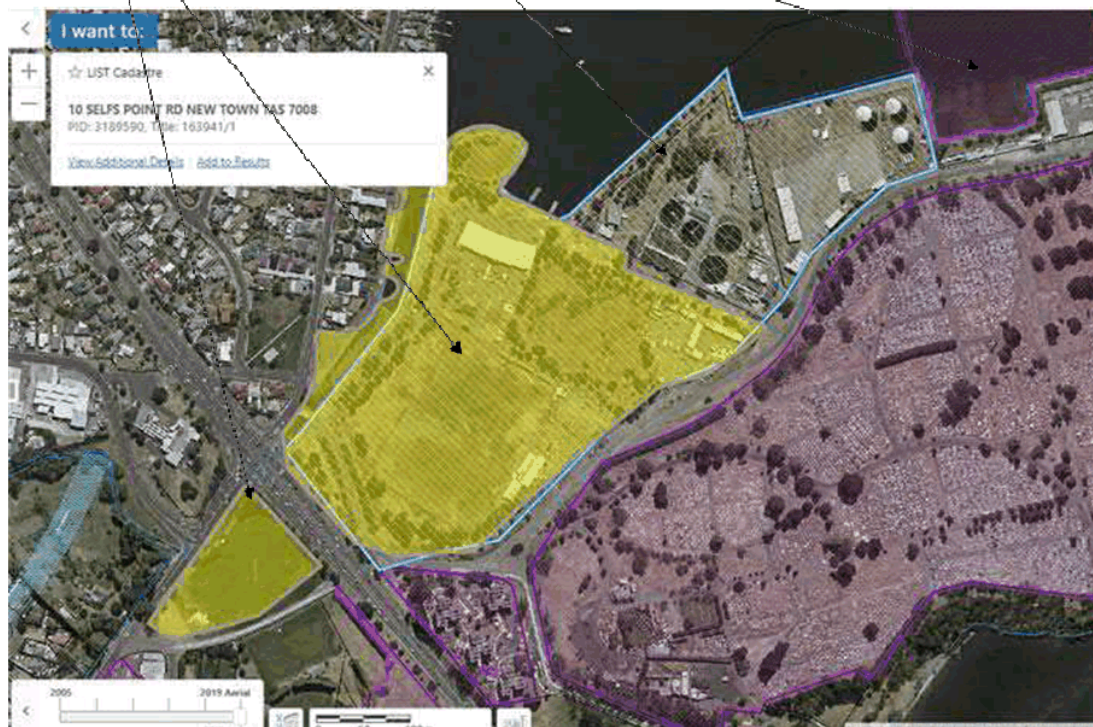 I want to:
LIST Cadastre
10 SELFS POINT RD NEW TOWN TAS 7008
PID: 3189590, Title: 163941/1
View Additional Details Add to Results
2005 2019 Aerial